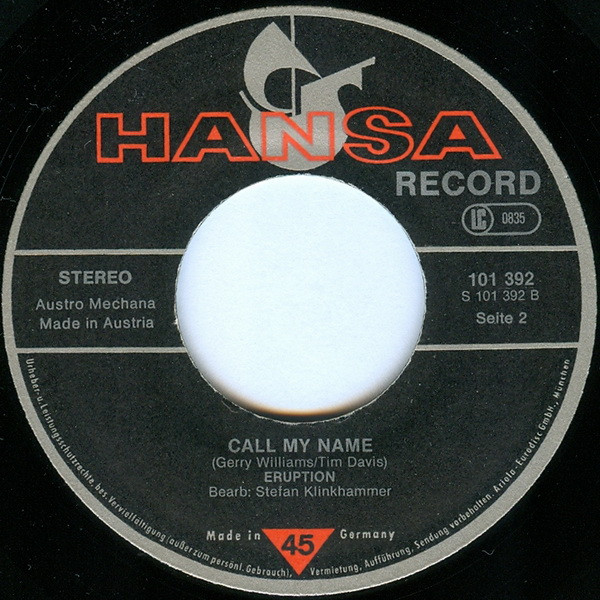 HANSA
RECORD
LC 0835
STEREO
Austro Mechana
Made in Austria
101 392
S 101 392 B
Seite 2
CALL MY NAME
(Gerry Williams/Tim Davis)
ERUPTION
Bearb: Stefan Klinkhammer
Made in 45 Germany
Urheber- u. Leistungsschutzrechte, bes. Vervielfältigung (außer zum persönl. Gebrauch), Vermietung, Aufführung, Sendung vorbehalten. Ariola-Eurodisc GmbH., München